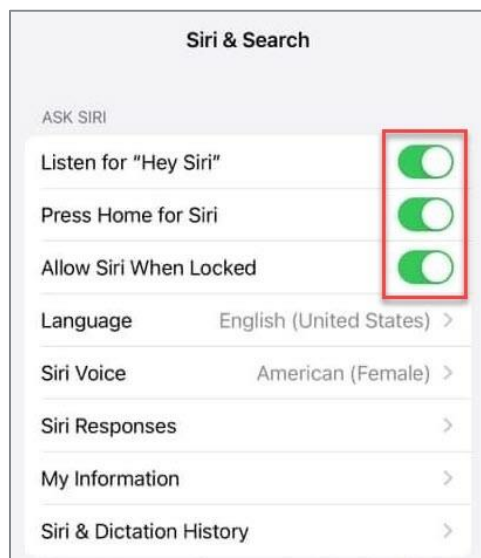 Siri & Search
ASK SIRI
Listen for “Hey Siri”
Press Home for Siri
Allow Siri When Locked
Language English (United States) >
Siri Voice American (Female) >
Siri Responses >
My Information >
Siri & Dictation History >